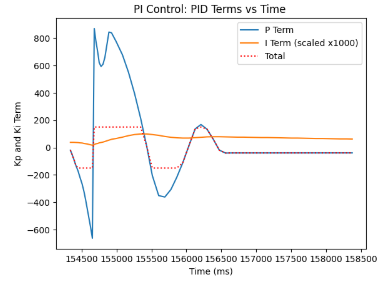 PI Control: PID Terms vs Time
P Term
I Term (scaled x1000)
Total
Kp and Ki Term
800
600
400
200
0
−200
−400
−600
154500 155000 155500 156000 156500 157000 157500 158000 158500
Time (ms)